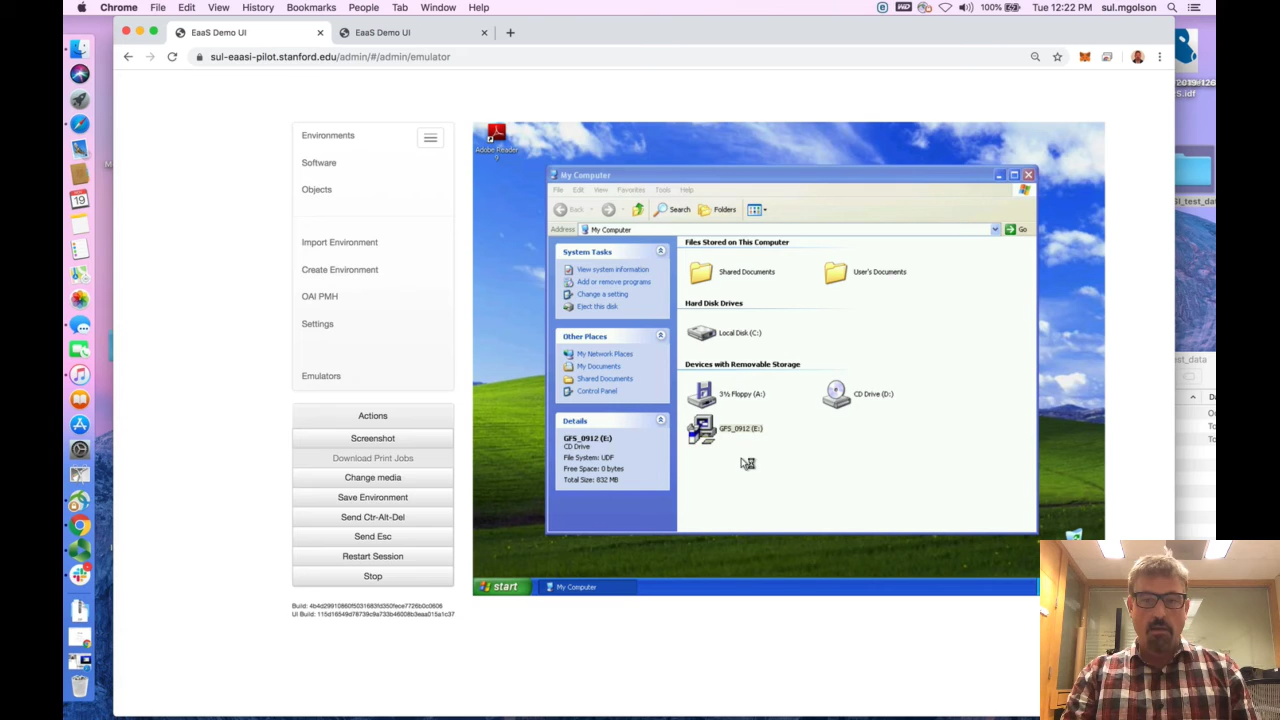 Chrome File Edit View History Bookmarks People Tab Window Help
100% Tue 12:22 PM sul.mgolson
EaaS Demo UI
EaaS Demo UI
sul-eaasi-pilot.stanford.edu/admin/#/admin/emulator
Environments
Software
Objects
Import Environment
Create Environment
OAI PMH
Settings
Emulators
Actions
Screenshot
Download Print Jobs
Change media
Save Environment
Send Ctr-Alt-Del
Send Esc
Restart Session
Stop
Adobe Reader
9
My Computer
File Edit View Favorites Tools Help
Back Search Folders
Address My Computer Go
System Tasks
View system information
Add or remove programs
Change a setting
Eject this disk
Other Places
My Network Places
My Documents
Shared Documents
Control Panel
Details
GFS_0912 (E:)
CD Drive
File System: UDF
Free Space: 0 bytes
Total Size: 832 MB
Files Stored on This Computer
Shared Documents
User's Documents
Hard Disk Drives
Local Disk (C:)
Devices with Removable Storage
3½ Floppy (A:)
CD Drive (D:)
GFS_0912 (E:)
start
My Computer
S.idf
GI_test_data
est_data